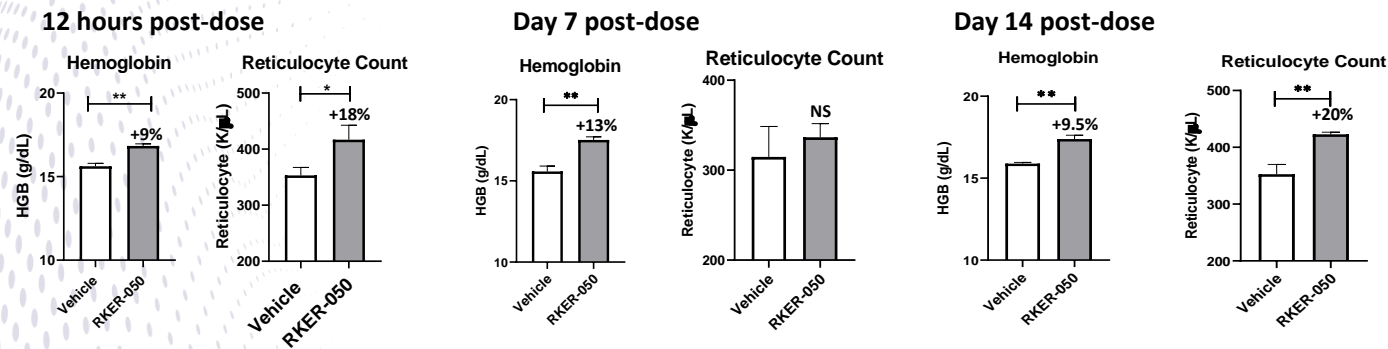 12 hours post-dose
Hemoglobin
**
+9%
20
15
10
HGB (g/dL)
Vehicle
RKER-050
Reticulocyte Count
*
+18%
500
400
300
200
Reticulocyte (K/µL)
Vehicle
RKER-050
Day 7 post-dose
Hemoglobin
**
+13%
20
15
10
HGB (g/dL)
Vehicle
RKER-050
Reticulocyte Count
NS
400
300
200
Reticulocyte (K/µL)
Vehicle
RKER-050
Day 14 post-dose
Hemoglobin
**
+9.5%
20
15
10
HGB (g/dL)
Vehicle
RKER-050
Reticulocyte Count
**
+20%
500
400
300
200
Reticulocyte (K/µL)
Vehicle
RKER-050